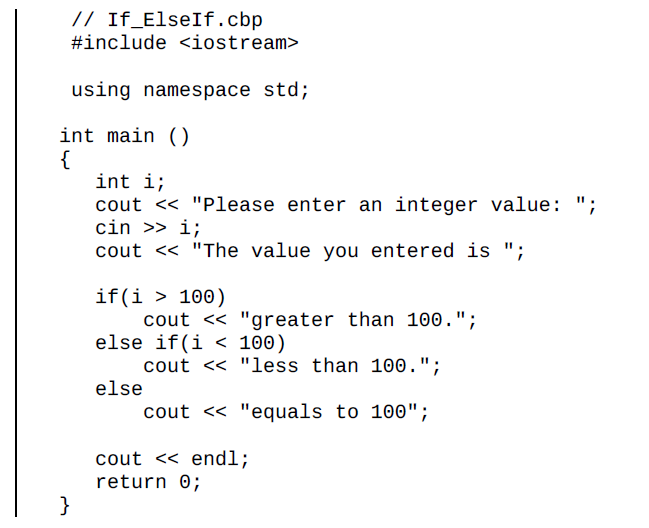 // If_ElseIf.cbp
#include <iostream>
using namespace std;
int main ()
{
int i;
cout << "Please enter an integer value: ";
cin >> i;
cout << "The value you entered is ";
if(i > 100)
cout << "greater than 100.";
else if(i < 100)
cout << "less than 100.";
else
cout << "equals to 100";
cout << endl;
return 0;
}